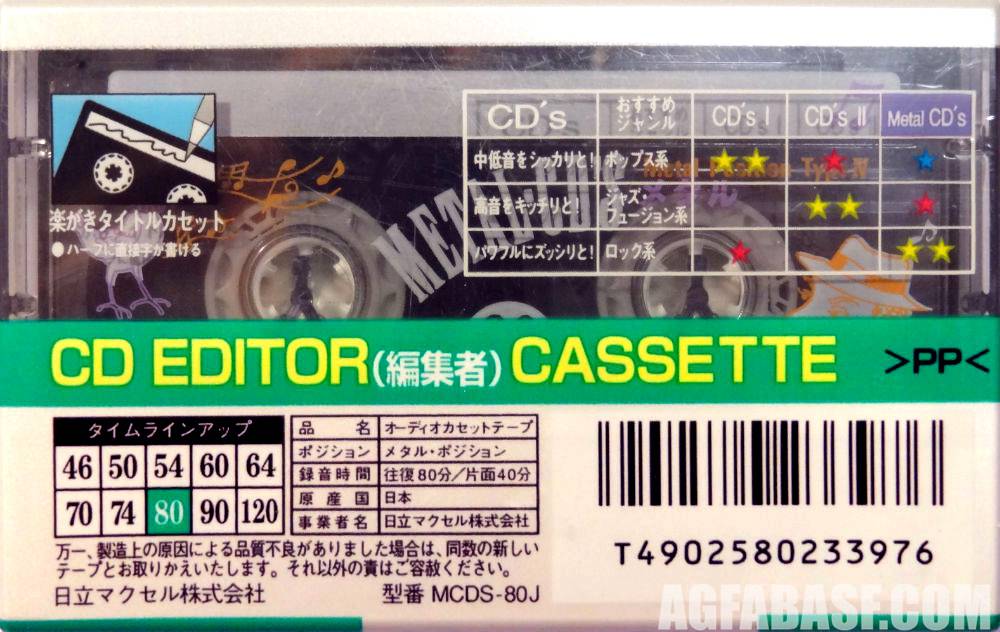 CD's おすすめジャンル CD's I CD's II Metal CD's
中低音をシッカリと! ポップス系 ★★ ★ ★
高音をキッチリと! ジャズ・フュージョン系 ★★ ★
パワフルにズッシリと! ロック系 ★ ★★
METAL CD's
Metal Position Type IV
メタル
楽がきタイトルカセット
● ハーフに直接字が書ける
CD EDITOR(編集者) CASSETTE >PP<
タイムラインアップ
46 50 54 60 64
70 74 80 90 120
品名 オーディオカセットテープ
ポジション メタル・ポジション
録音時間 往復80分/片面40分
原産国 日本
事業者名 日立マクセル株式会社
万一、製造上の原因による品質不良がありました場合は、同数の新しい
テープとお取りかえいたします。それ以外の責はご容赦ください。
日立マクセル株式会社 型番 MCDS-80J
T4902580233976
AGFABASF.COM